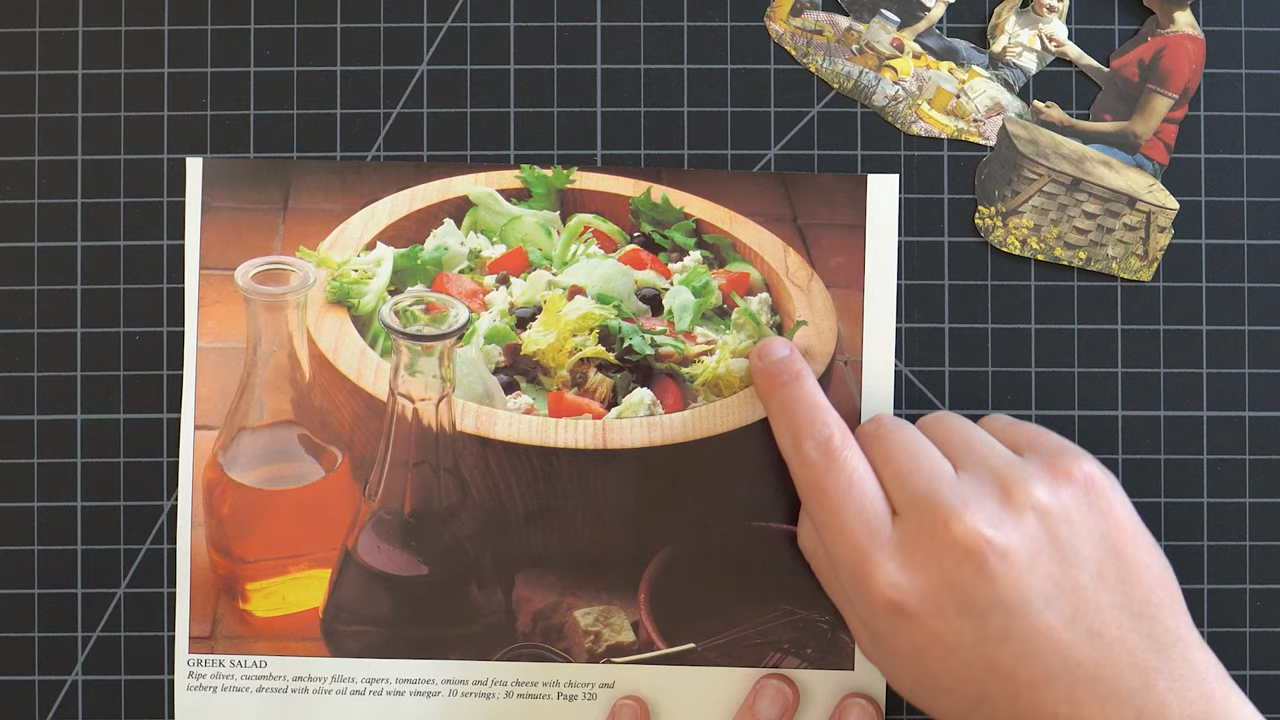 GREEK SALAD
Ripe olives, cucumbers, anchovy fillets, capers, tomatoes, onions and feta cheese with chicory and
iceberg lettuce, dressed with olive oil and red wine vinegar. 10 servings; 30 minutes. Page 320